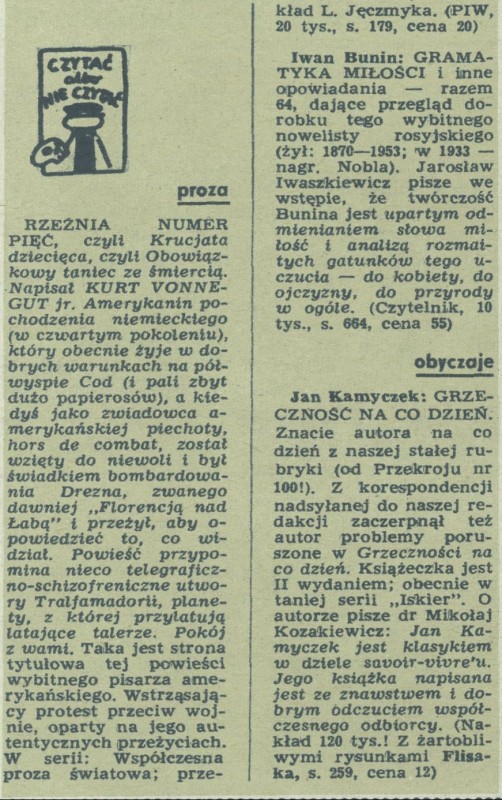 CZYTAĆ
albo
NIE CZYTAĆ
proza
RZEŹNIA NUMER
PIĘĆ, czyli Krucjata
dziecięca, czyli Obowiąz-
kowy taniec ze śmiercią.
Napisał KURT VONNE-
GUT jr. Amerykanin po-
chodzenia niemieckiego
(w czwartym pokoleniu),
który obecnie żyje w do-
brych warunkach na pół-
wyspie Cod (i pali zbyt
dużo papierosów), a kie-
dyś jako zwiadowca a-
merykańskiej piechoty,
hors de combat, został
wzięty do niewoli i był
świadkiem bombardowa-
nia Drezna, zwanego
dawniej „Florencją nad
Łabą" i przeżył, aby o-
powiedzieć to, co wi-
dział. Powieść przypo-
mina nieco telegraficz-
no-schizofreniczne utwo-
ry Tralfamadorii, plane-
ty, z której przylatują
latające talerze. Pokój
z wami. Taka jest strona
tytułowa tej powieści
wybitnego pisarza ame-
rykańskiego. Wstrząsają-
cy protest przeciw woj-
nie, oparty na jego au-
tentycznych przeżyciach.
W serii: Współczesna
proza światowa; prze-
kład L. Jęczmyka. (PIW,
20 tys., s. 179, cena 20)
Iwan Bunin: GRAMA-
TYKA MIŁOŚCI i inne
opowiadania — razem
64, dające przegląd do-
robku tego wybitnego
nowelisty rosyjskiego
(żył: 1870—1953; w 1933 —
nagr. Nobla). Jarosław
Iwaszkiewicz pisze we
wstępie, że twórczość
Bunina jest upartym od-
mienianiem słowa mi-
łość i analizą rozmai-
tych gatunków tego u-
czucia — do kobiety, do
ojczyzny, do przyrody
w ogóle. (Czytelnik, 10
tys., s. 664, cena 55)
obyczaje
Jan Kamyczek: GRZE-
CZNOŚĆ NA CO DZIEŃ.
Znacie autora na co
dzień z naszej stałej ru-
bryki (od Przekroju nr
100!). Z korespondencji
nadsyłanej do naszej re-
dakcji zaczerpnął też
autor problemy poru-
szone w Grzeczności na
co dzień. Książeczka jest
II wydaniem; obecnie w
taniej serii „Iskier". O
autorze pisze dr Mikołaj
Kozakiewicz: Jan Ka-
myczek jest klasykiem
w dziele savoir-vivre'u.
Jego książka napisana
jest ze znawstwem i do-
brym odczuciem współ-
czesnego odbiorcy. (Na-
kład 120 tys.! Z żartobli-
wymi rysunkami Flisa-
ka, s. 259, cena 12)